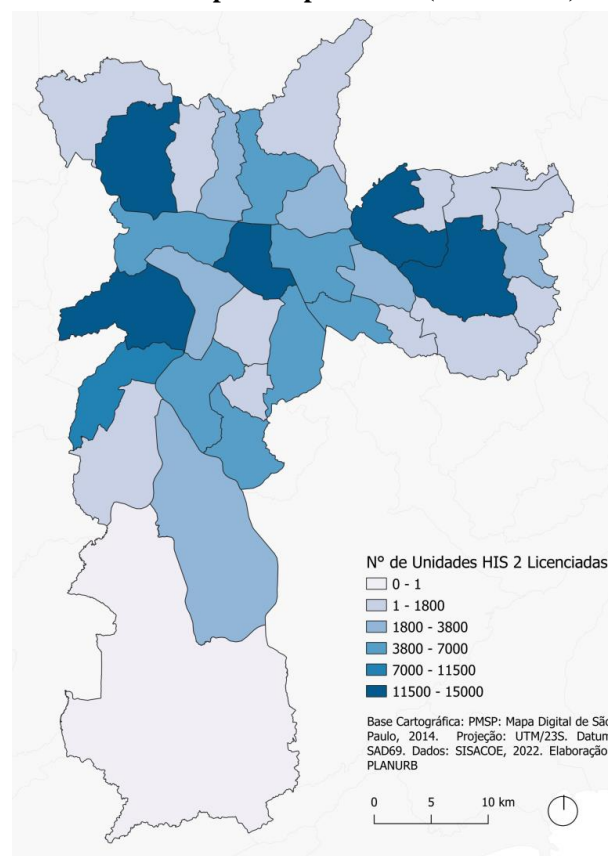 N° de Unidades HIS 2 Licenciadas
0 - 1
1 - 1800
1800 - 3800
3800 - 7000
7000 - 11500
11500 - 15000
Base Cartográfica: PMSP: Mapa Digital de São
Paulo, 2014. Projeção: UTM/23S. Datum
SAD69. Dados: SISACOE, 2022. Elaboração
PLANURB
0 5 10 km